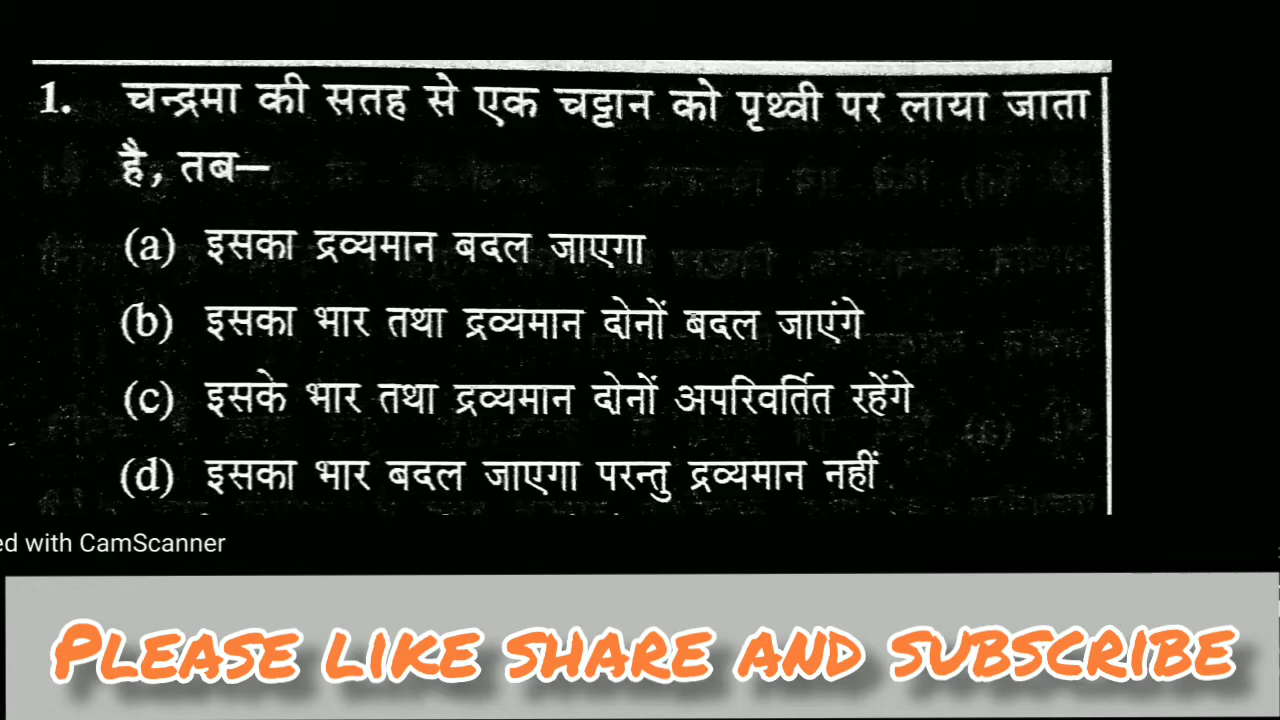 1. चन्द्रमा की सतह से एक चट्टान को पृथ्वी पर लाया जाता
है, तब—
(a) इसका द्रव्यमान बदल जाएगा
(b) इसका भार तथा द्रव्यमान दोनों बदल जाएंगे
(c) इसके भार तथा द्रव्यमान दोनों अपरिवर्तित रहेंगे
(d) इसका भार बदल जाएगा परन्तु द्रव्यमान नहीं
ed with CamScanner
PLEASE LIKE SHARE AND SUBSCRIBE